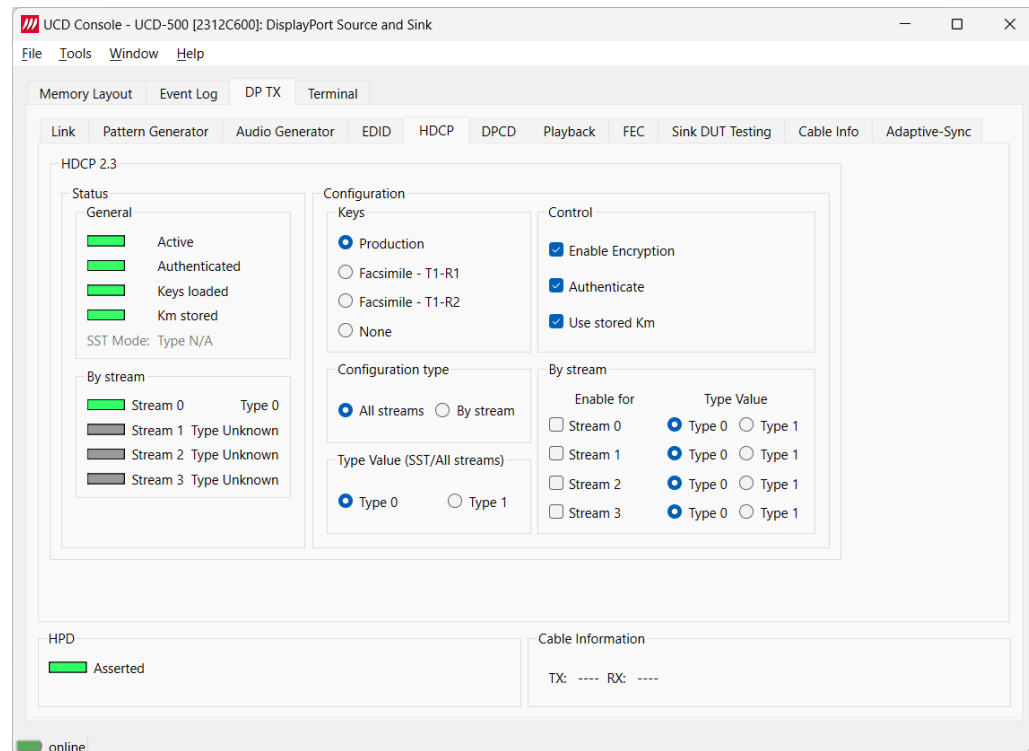 UCD Console - UCD-500 [2312C600]: DisplayPort Source and Sink
File Tools Window Help
Memory Layout Event Log DP TX Terminal
Link Pattern Generator Audio Generator EDID HDCP DPCD Playback FEC Sink DUT Testing Cable Info Adaptive-Sync
HDCP 2.3
Status
General
Active
Authenticated
Keys loaded
Km stored
SST Mode: Type N/A
By stream
Stream 0 Type 0
Stream 1 Type Unknown
Stream 2 Type Unknown
Stream 3 Type Unknown
Configuration
Keys
Production
Facsimile - T1-R1
Facsimile - T1-R2
None
Control
Enable Encryption
Authenticate
Use stored Km
Configuration type
All streams By stream
Type Value (SST/All streams)
Type 0 Type 1
By stream
Enable for Type Value
Stream 0 Type 0 Type 1
Stream 1 Type 0 Type 1
Stream 2 Type 0 Type 1
Stream 3 Type 0 Type 1
HPD
Asserted
Cable Information
TX: ---- RX: ----
online